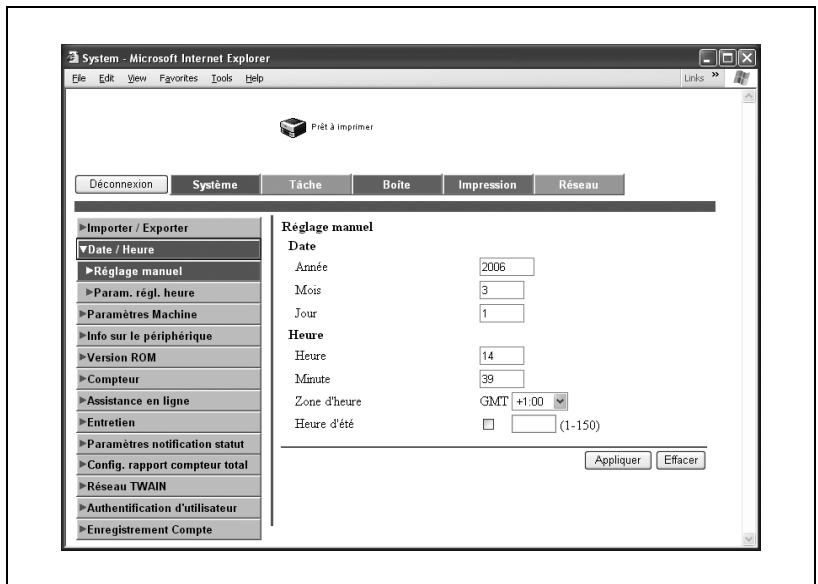 System - Microsoft Internet Explorer
File Edit View Favorites Tools Help
Links »
Prêt à imprimer
Déconnexion Système Tâche Boîte Impression Réseau
Importer / Exporter
Date / Heure
Réglage manuel
Param. régl. heure
Paramètres Machine
Info sur le périphérique
Version ROM
Compteur
Assistance en ligne
Entretien
Paramètres notification statut
Config. rapport compteur total
Réseau TWAIN
Authentification d'utilisateur
Enregistrement Compte
Réglage manuel
Date
Année 2006
Mois 3
Jour 1
Heure
Heure 14
Minute 39
Zone d'heure GMT +1:00
Heure d'été (1-150)
Appliquer Effacer